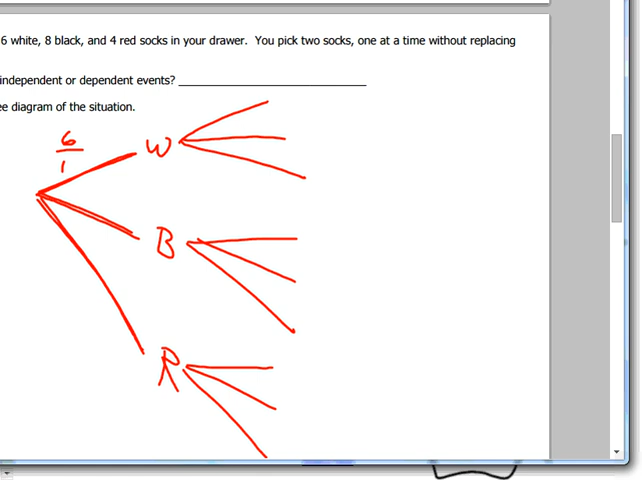 6 white, 8 black, and 4 red socks in your drawer. You pick two socks, one at a time without replacing
independent or dependent events?
ee diagram of the situation.
6
1
W
B
R